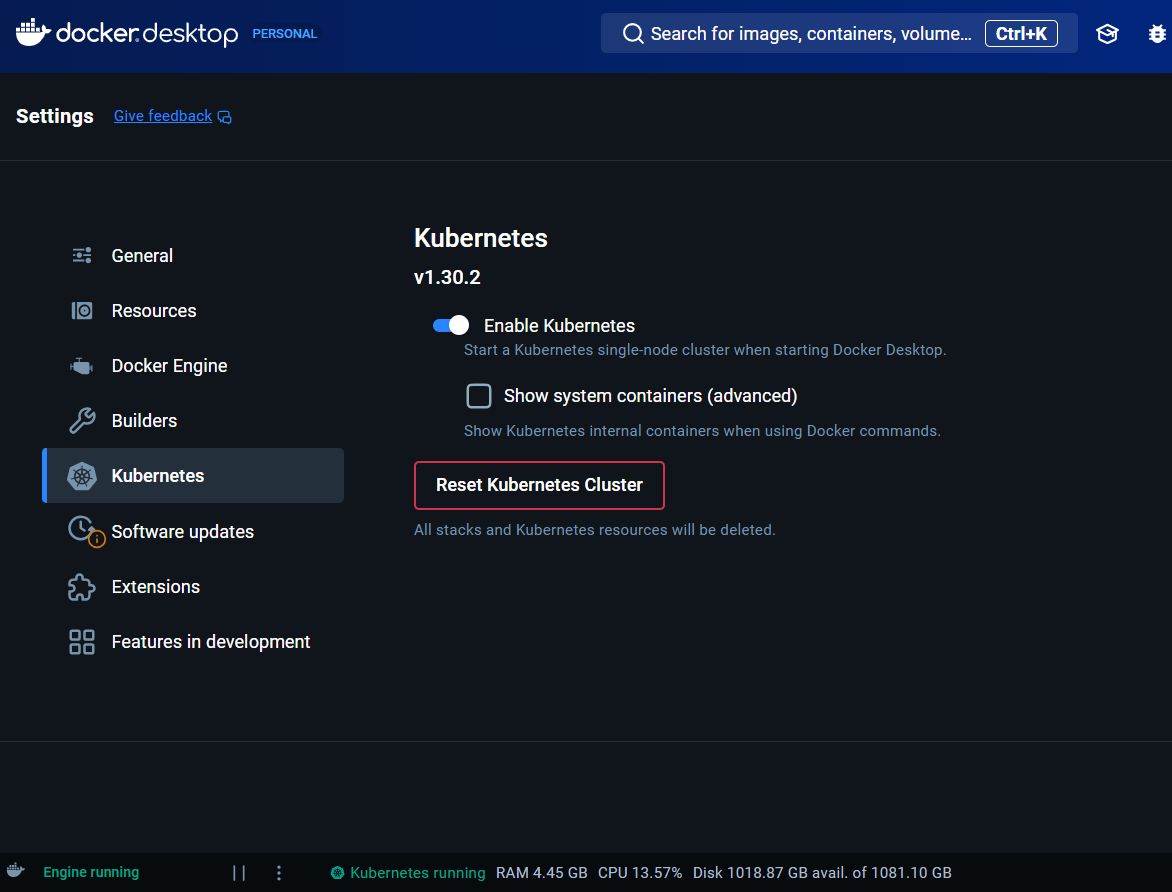 docker.desktop PERSONAL Search for images, containers, volume... Ctrl+K
Settings Give feedback
Kubernetes
v1.30.2
Enable Kubernetes
Start a Kubernetes single-node cluster when starting Docker Desktop.
Show system containers (advanced)
Show Kubernetes internal containers when using Docker commands.
Reset Kubernetes Cluster
All stacks and Kubernetes resources will be deleted.
General
Resources
Docker Engine
Builders
Kubernetes
Software updates
Extensions
Features in development
Engine running Kubernetes running RAM 4.45 GB CPU 13.57% Disk 1018.87 GB avail. of 1081.10 GB